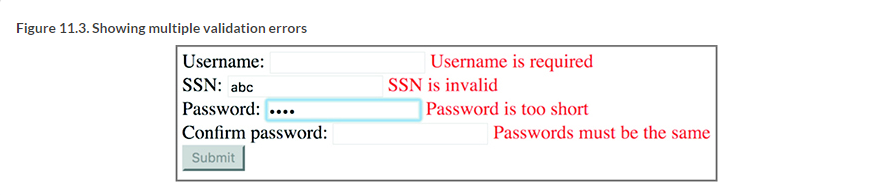 Figure 11.3. Showing multiple validation errors
Username: Username is required
SSN: abc SSN is invalid
Password: •••• Password is too short
Confirm password: Passwords must be the same
Submit